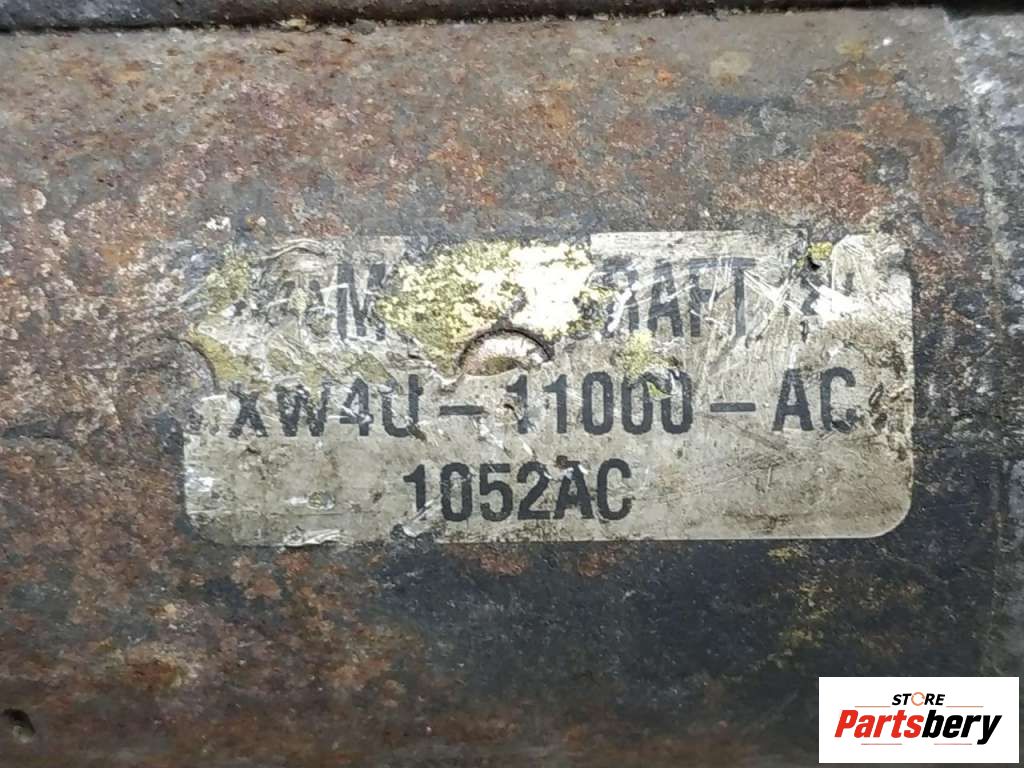 XW4U-11000-AC
1052AC
STORE
Partsbery